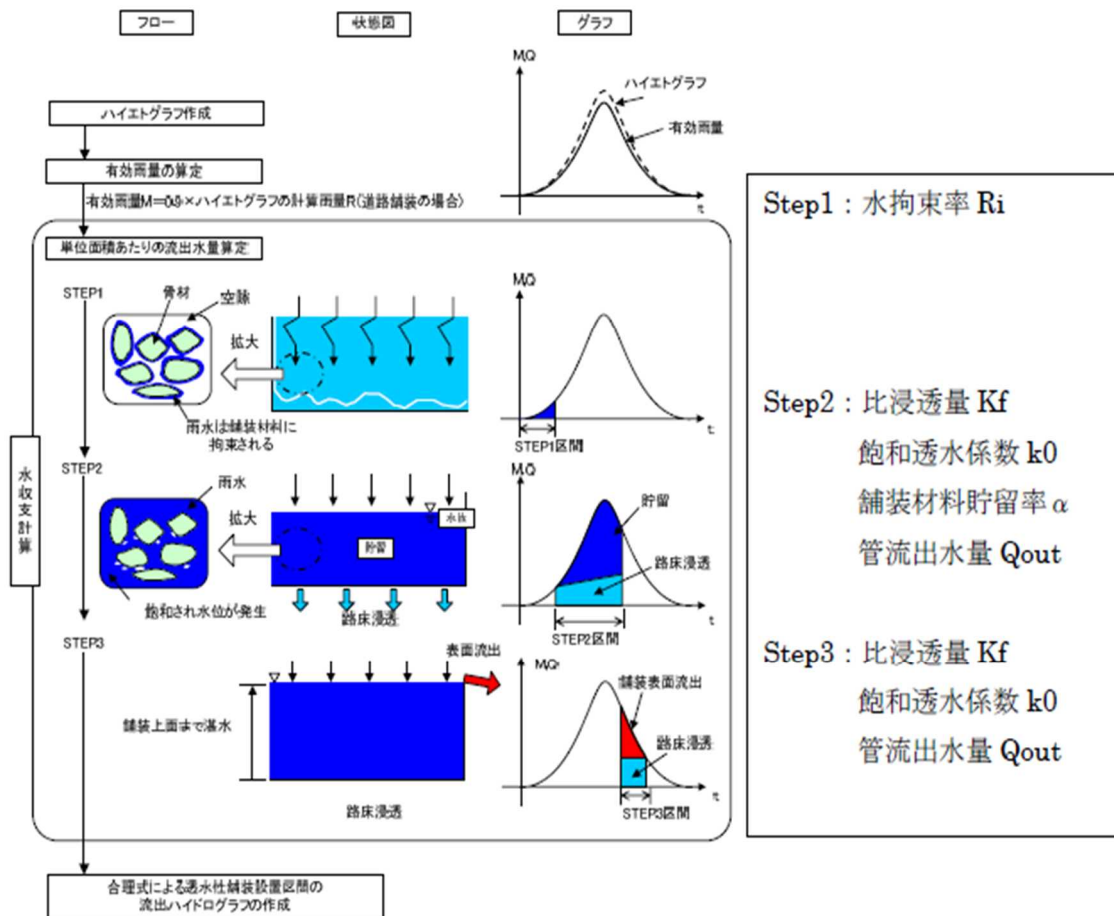 フロー
状態図
グラフ
M,Q
ハイエトグラフ
有効雨量
t
ハイエトグラフ作成
有効雨量の算定
有効雨量M=0.9×ハイエトグラフの計算雨量R(道路舗装の場合)
単位面積あたりの流出水量算定
水収支計算
STEP1
骨材
空隙
拡大
雨水は舗装材料に
拘束される
M,Q
STEP1区間
t
STEP2
雨水
拡大
水位
貯留
飽和され水位が発生
路床浸透
M,Q
貯留
路床浸透
STEP2区間
t
STEP3
表面流出
舗装上面まで湛水
路床浸透
M,Q
舗装表面流出
路床浸透
STEP3区間
t
合理式による透水性舗装設置区間の
流出ハイドログラフの作成
Step1：水拘束率 Ri
Step2：比浸透量 Kf
飽和透水係数 k0
舗装材料貯留率 α
管流出水量 Qout
Step3：比浸透量 Kf
飽和透水係数 k0
管流出水量 Qout